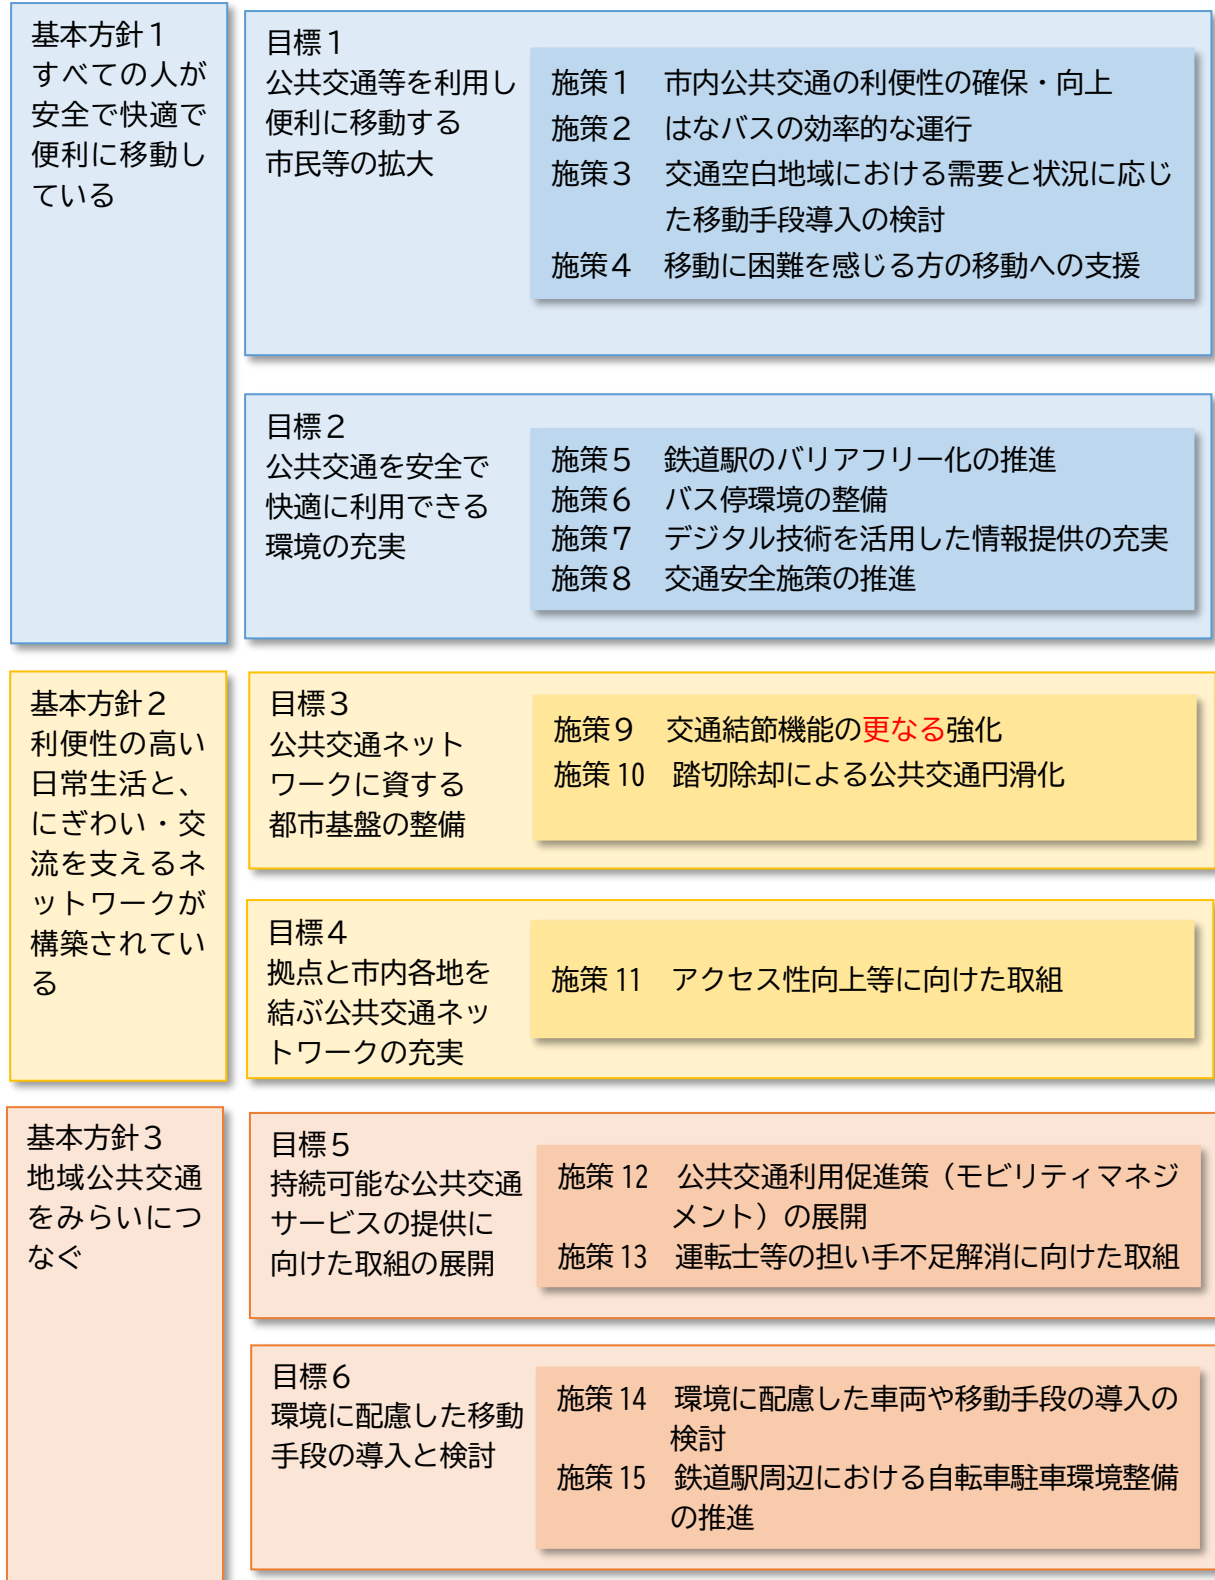 基本方針１
すべての人が
安全で快適で
便利に移動し
ている
目標１
公共交通等を利用し
便利に移動する
市民等の拡大
施策１　市内公共交通の利便性の確保・向上
施策２　はなバスの効率的な運行
施策３　交通空白地域における需要と状況に応じ
た移動手段導入の検討
施策４　移動に困難を感じる方の移動への支援
目標２
公共交通を安全で
快適に利用できる
環境の充実
施策５　鉄道駅のバリアフリー化の推進
施策６　バス停環境の整備
施策７　デジタル技術を活用した情報提供の充実
施策８　交通安全施策の推進
基本方針２
利便性の高い
日常生活と、
にぎわい・交
流を支えるネ
ットワークが
構築されてい
る
目標３
公共交通ネット
ワークに資する
都市基盤の整備
施策９　交通結節機能の更なる強化
施策 10　踏切除却による公共交通円滑化
目標４
拠点と市内各地を
結ぶ公共交通ネッ
トワークの充実
施策 11　アクセス性向上等に向けた取組
基本方針３
地域公共交通
をみらいにつ
なぐ
目標５
持続可能な公共交通
サービスの提供に
向けた取組の展開
施策 12　公共交通利用促進策（モビリティマネジ
メント）の展開
施策 13　運転士等の担い手不足解消に向けた取組
目標６
環境に配慮した移動
手段の導入と検討
施策 14　環境に配慮した車両や移動手段の導入の
検討
施策 15　鉄道駅周辺における自転車駐車環境整備
の推進